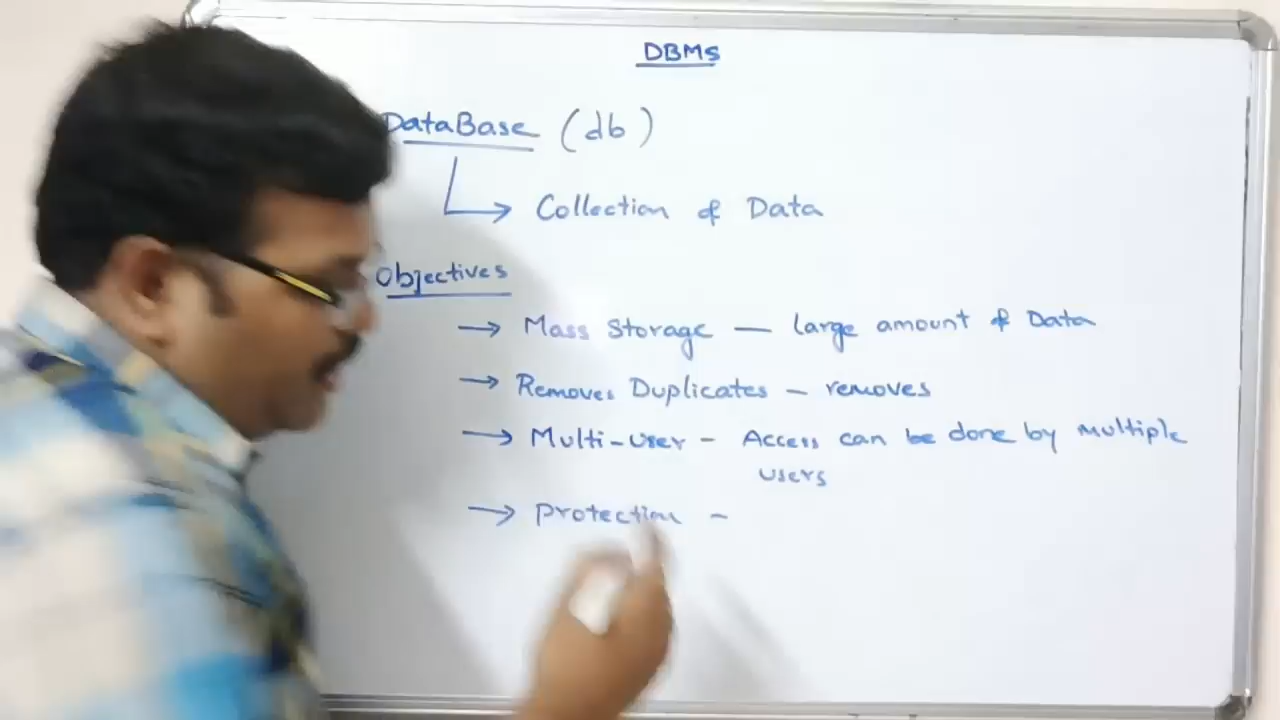 DBMS
DataBase (db)
Collection of Data
Objectives
→ Mass Storage — large amount of Data
→ Removes Duplicates – removes
→ Multi-user – Access can be done by multiple
users
→ Protection –